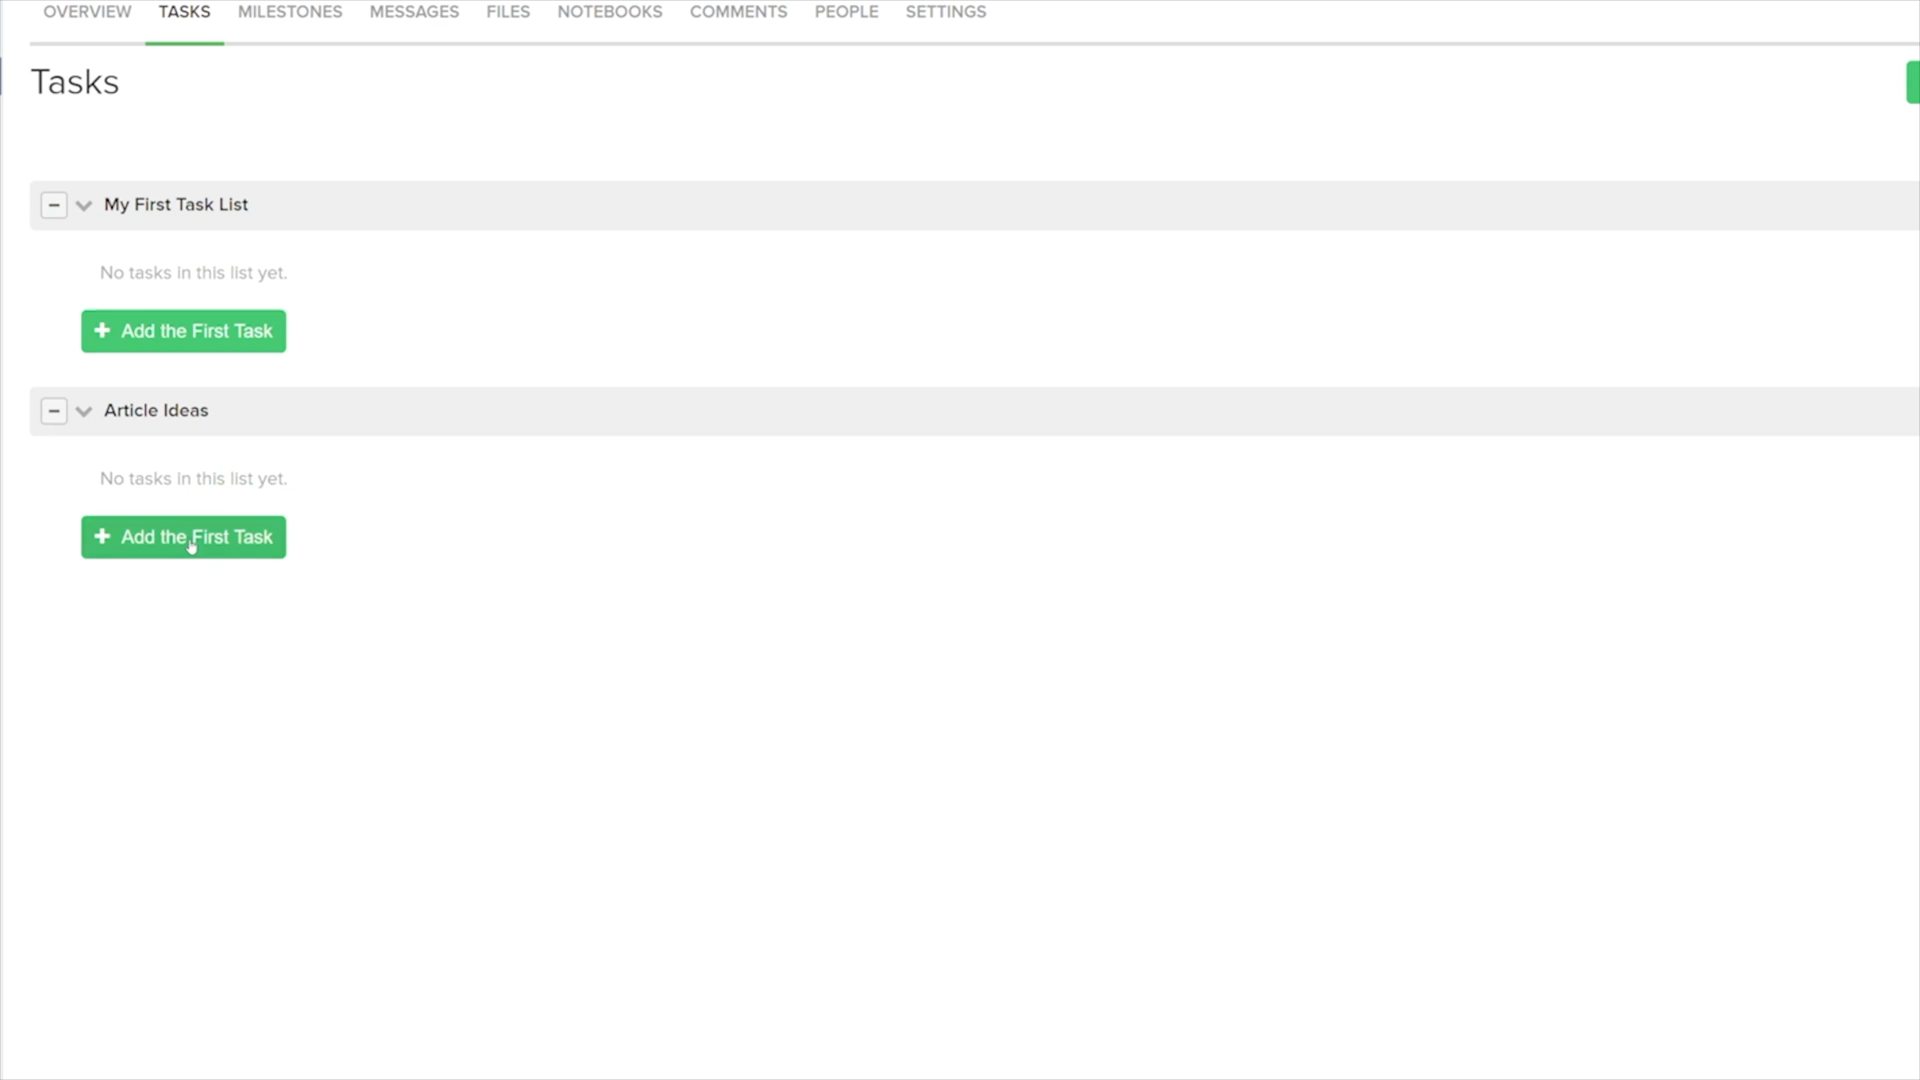 OVERVIEW TASKS MILESTONES MESSAGES FILES NOTEBOOKS COMMENTS PEOPLE SETTINGS
Tasks
My First Task List
No tasks in this list yet.
Add the First Task
Article Ideas
No tasks in this list yet.
Add the First Task